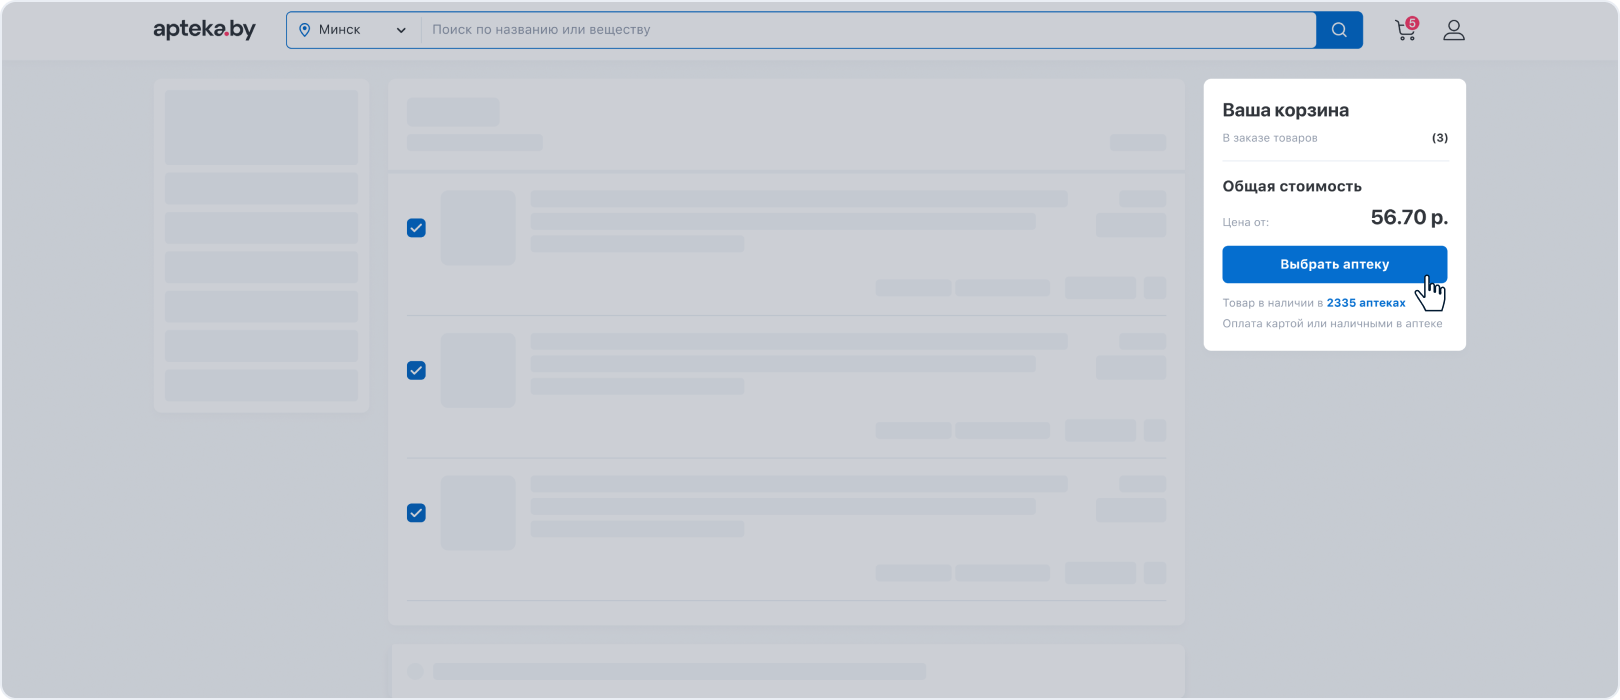 apteka.by
Минск
Поиск по названию или веществу
5
Ваша корзина
В заказе товаров (3)
Общая стоимость
Цена от: 56.70 р.
Выбрать аптеку
Товар в наличии в 2335 аптеках
Оплата картой или наличными в аптеке